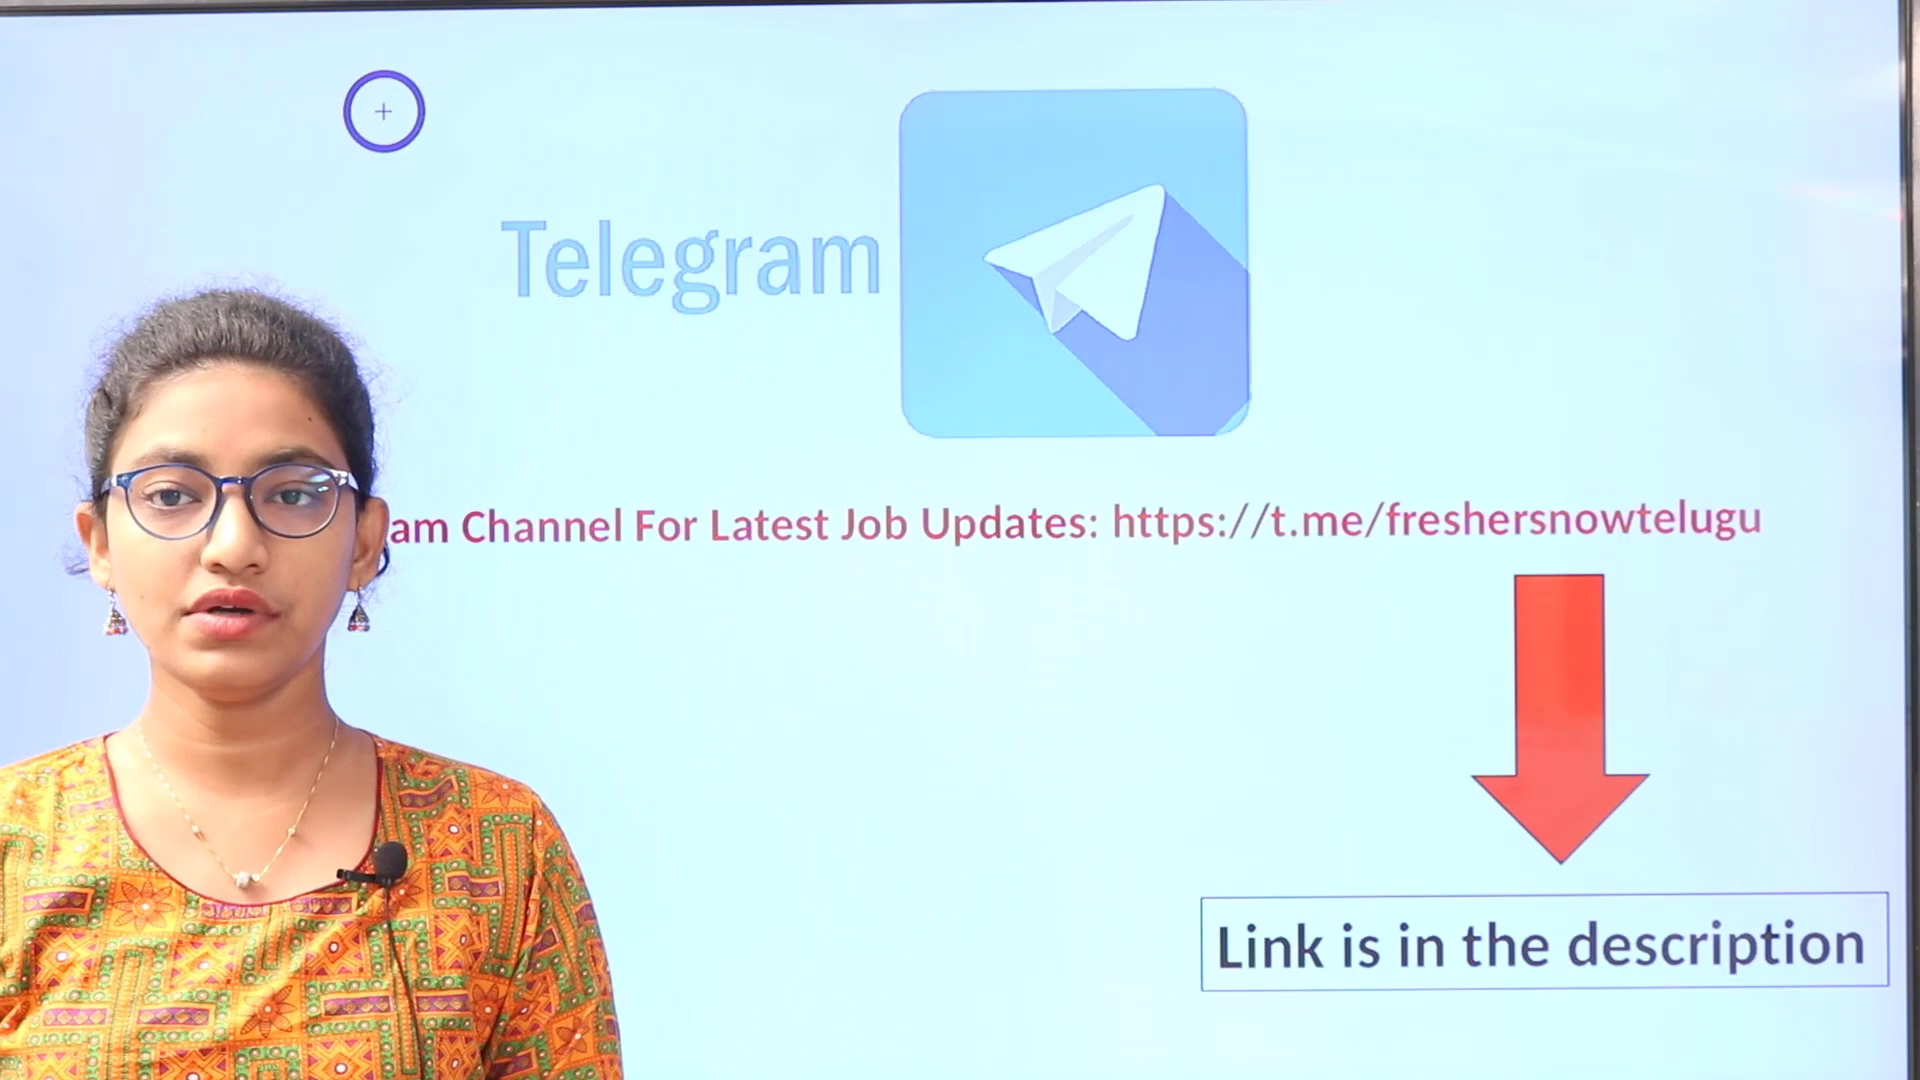 Telegram
am Channel For Latest Job Updates: https://t.me/freshersnowtelugu
Link is in the description